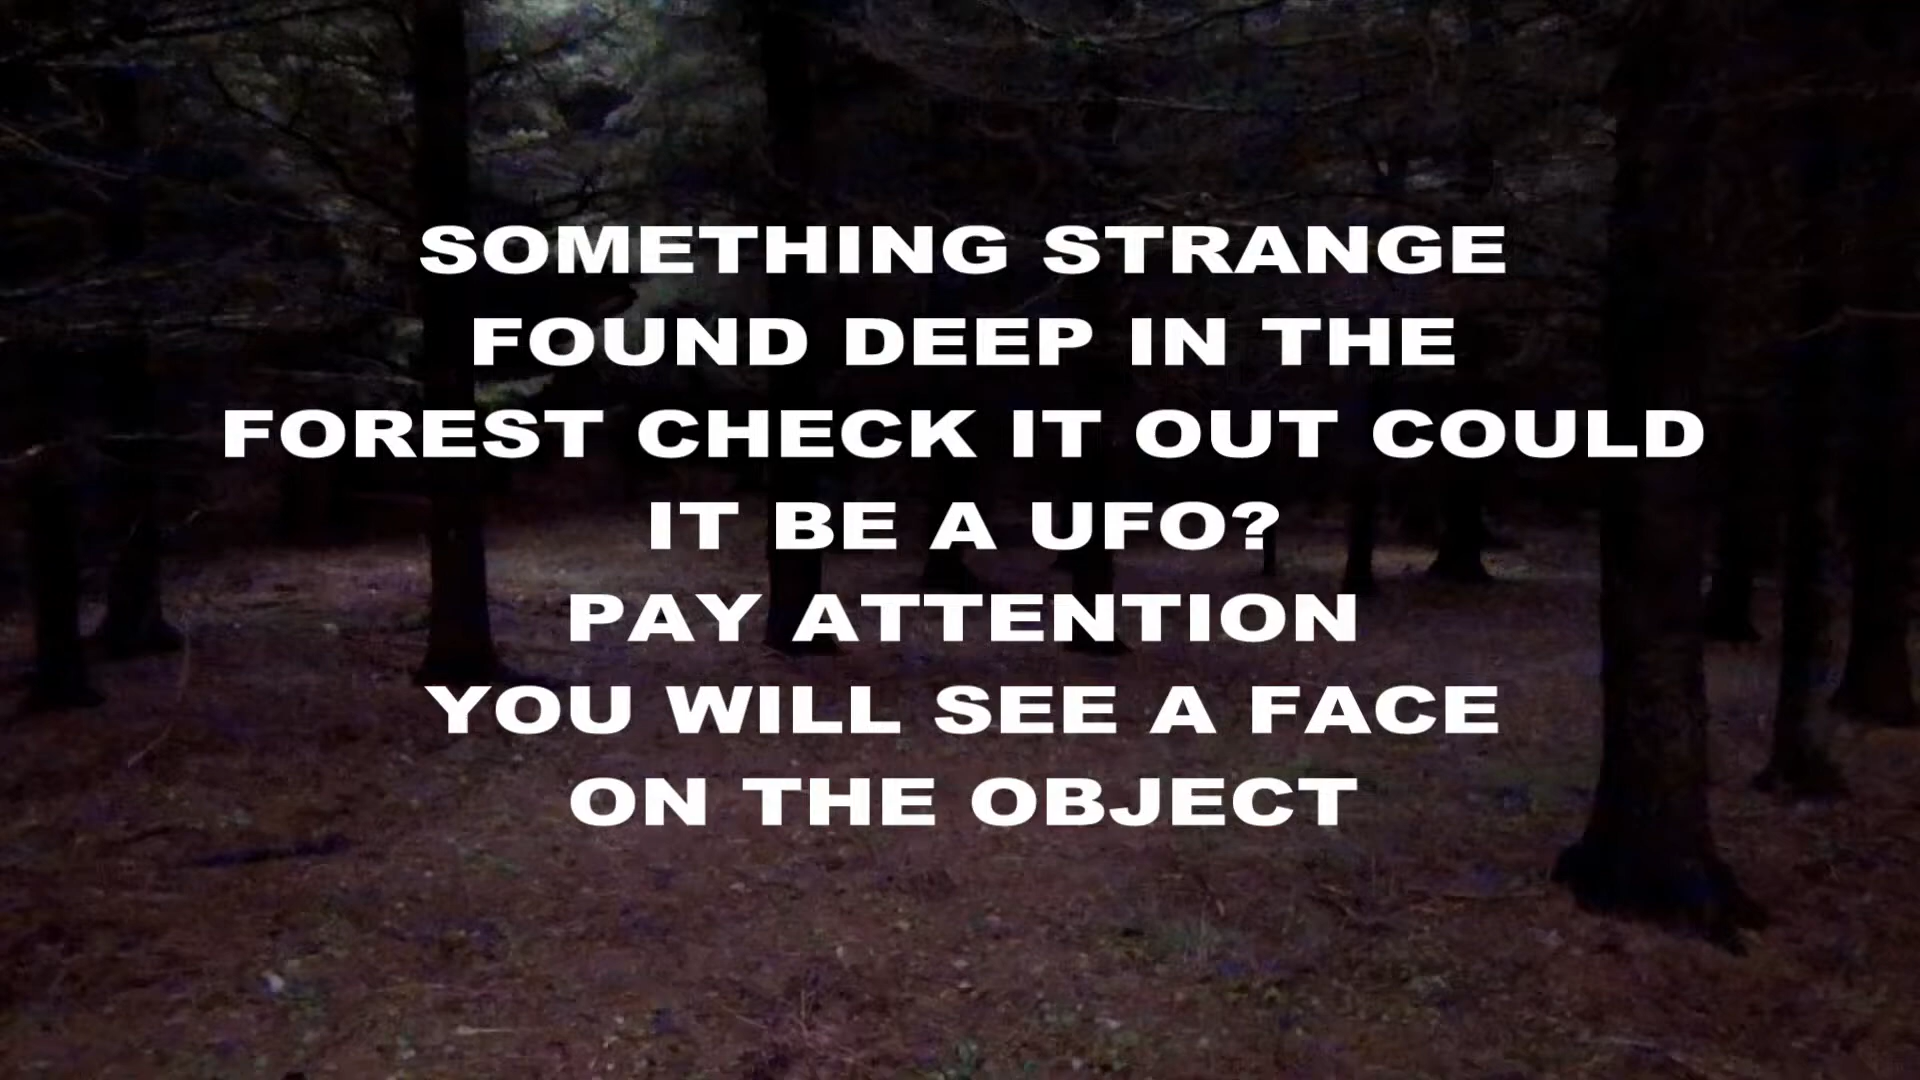 SOMETHING STRANGE
FOUND DEEP IN THE
FOREST CHECK IT OUT COULD
IT BE A UFO?
PAY ATTENTION
YOU WILL SEE A FACE
ON THE OBJECT